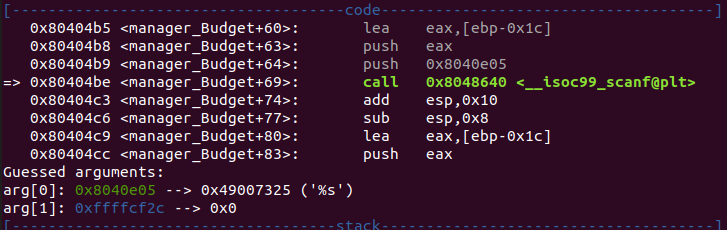 [-------------------------------------code-------------------------------------]
   0x80404b5 <manager_Budget+60>:	lea    eax,[ebp-0x1c]
   0x80404b8 <manager_Budget+63>:	push   eax
   0x80404b9 <manager_Budget+64>:	push   0x8040e05
=> 0x80404be <manager_Budget+69>:	call   0x8048640 <__isoc99_scanf@plt>
   0x80404c3 <manager_Budget+74>:	add    esp,0x10
   0x80404c6 <manager_Budget+77>:	sub    esp,0x8
   0x80404c9 <manager_Budget+80>:	lea    eax,[ebp-0x1c]
   0x80404cc <manager_Budget+83>:	push   eax
Guessed arguments:
arg[0]: 0x8040e05 --> 0x49007325 ('%s')
arg[1]: 0xffffcf2c --> 0x0
[------------------------------------stack-------------------------------------]